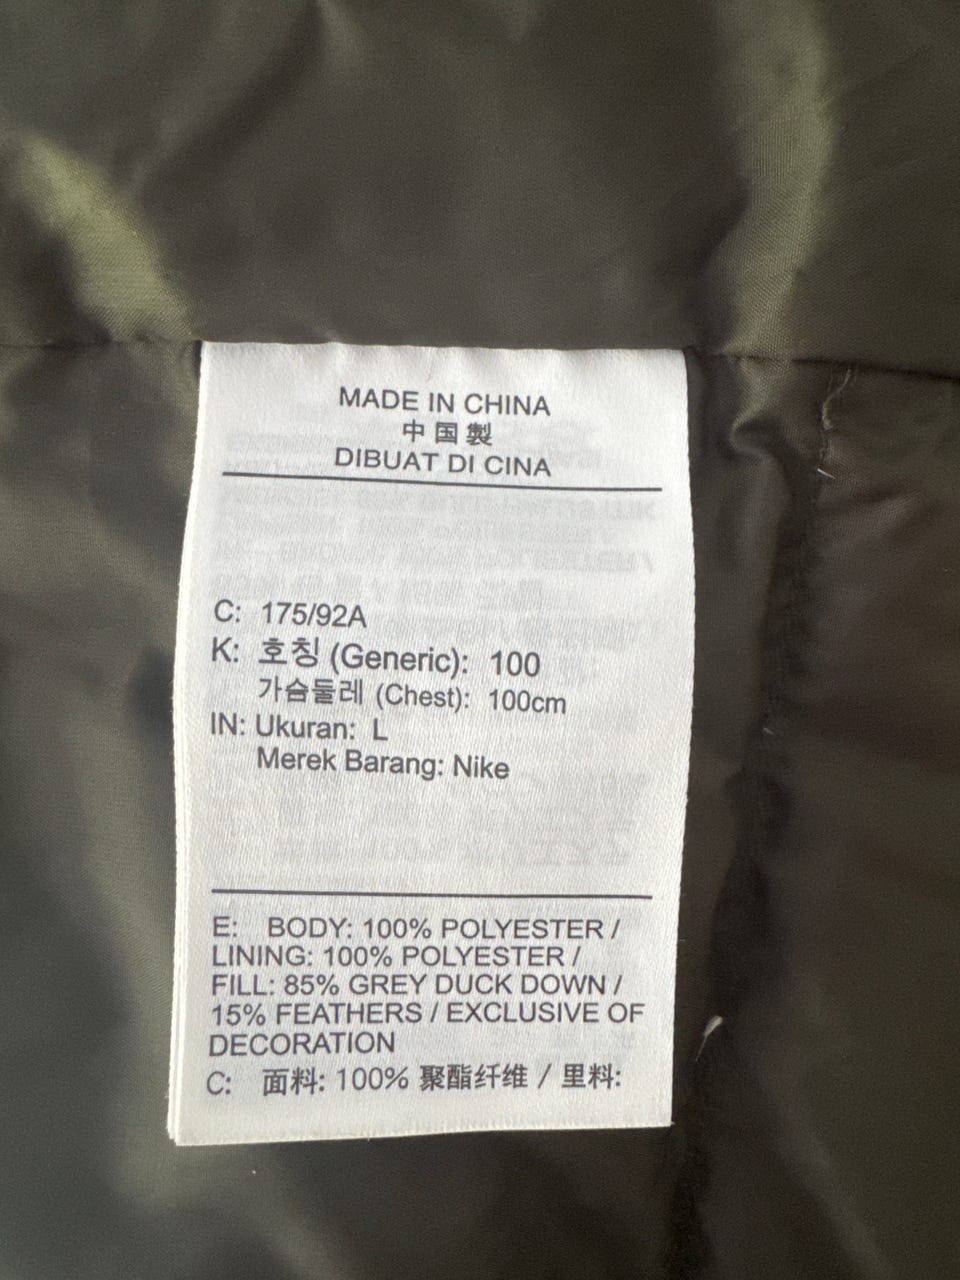 MADE IN CHINA
中国製
DIBUAT DI CINA
C: 175/92A
K: 호칭 (Generic): 100
가슴둘레 (Chest): 100cm
IN: Ukuran: L
Merek Barang: Nike
E: BODY: 100% POLYESTER /
LINING: 100% POLYESTER /
FILL: 85% GREY DUCK DOWN /
15% FEATHERS / EXCLUSIVE OF
DECORATION
C: 面料: 100% 聚酯纤维 / 里料: